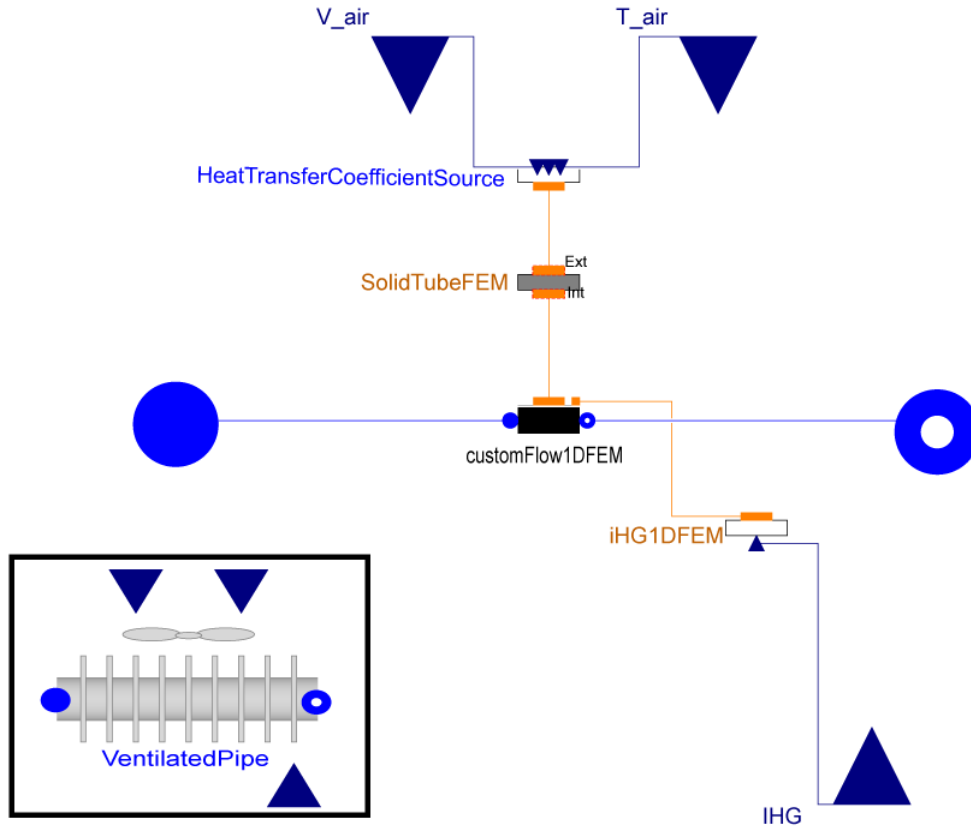 V_air
T_air
HeatTransferCoefficientSource
Ext
SolidTubeFEM
Int
customFlow1DFEM
iHG1DFEM
VentilatedPipe
IHG